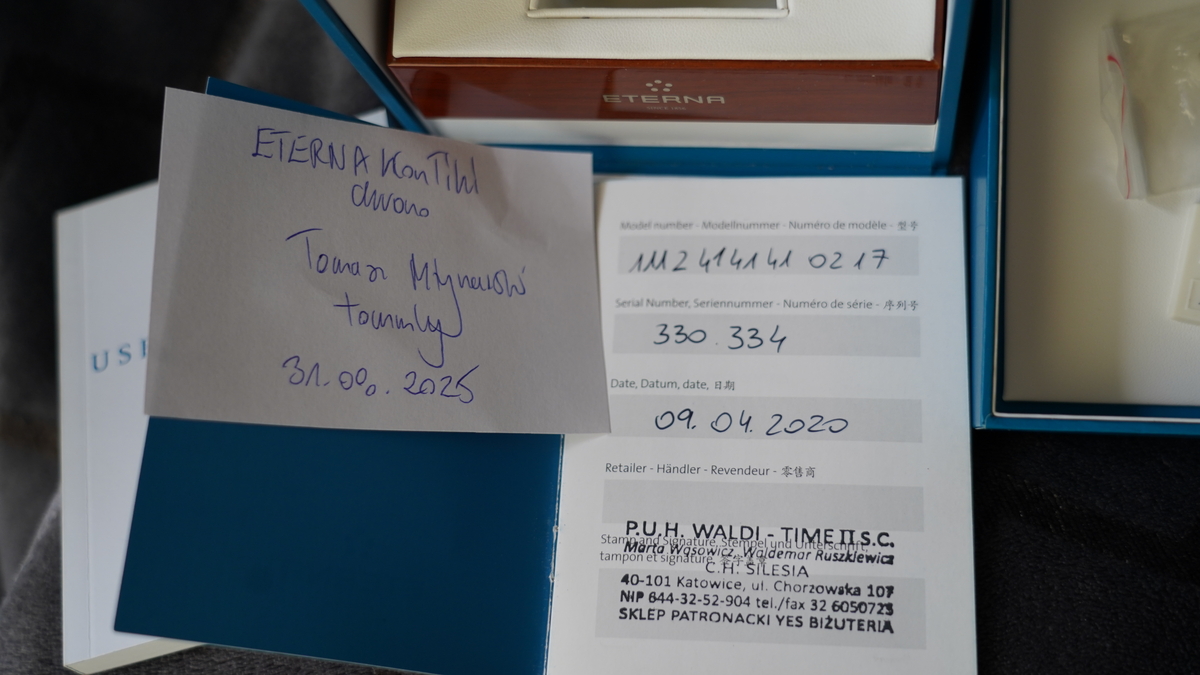 ETERNA
ETERNA KonTiki
chrono
Tomasz
tommly
31.08.2025
USE
Model number - Modellnummer - Numéro de modèle - 型号
1M2 41 41 41 0217
Serial Number, Seriennummer - Numéro de série - 序列号
330.334
Date, Datum, date, 日期
09.04.2020
Retailer - Händler - Revendeur - 零售商
P.U.H. WALDI - TIME II S.C.
Stamp and Signature, Stempel und Unterschrift,
Marta Wąsowicz, Waldemar Ruszkiewicz
tampon et signature,
C.H. SILESIA
40-101 Katowice, ul. Chorzowska 107
NIP 644-32-52-904 tel./fax 32 6050723
SKLEP PATRONACKI YES BIŻUTERIA